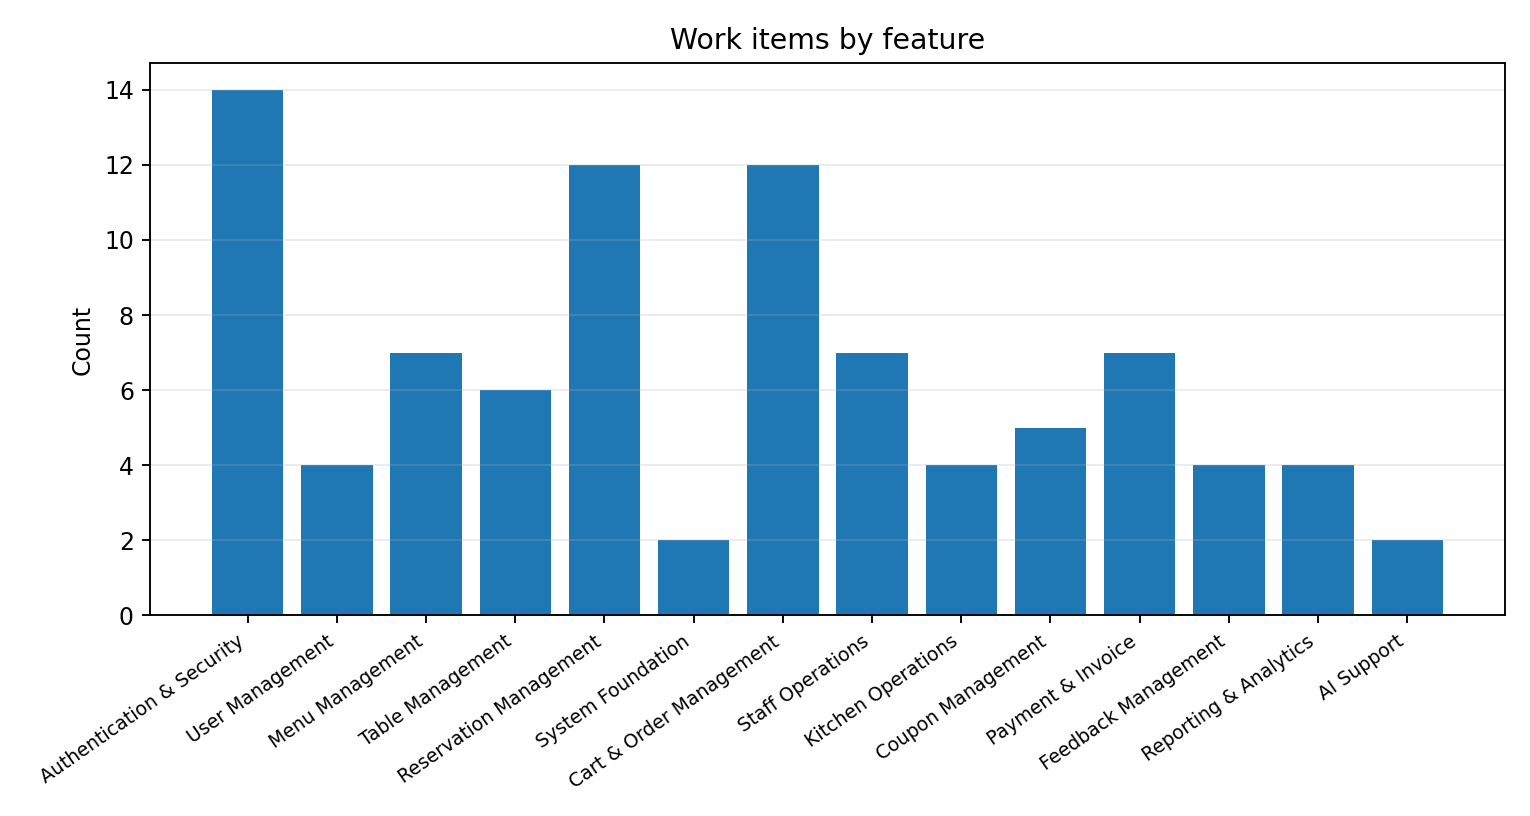 Work items by feature
Count
14
12
10
8
6
4
2
0
Authentication & Security
User Management
Menu Management
Table Management
Reservation Management
System Foundation
Cart & Order Management
Staff Operations
Kitchen Operations
Coupon Management
Payment & Invoice
Feedback Management
Reporting & Analytics
AI Support